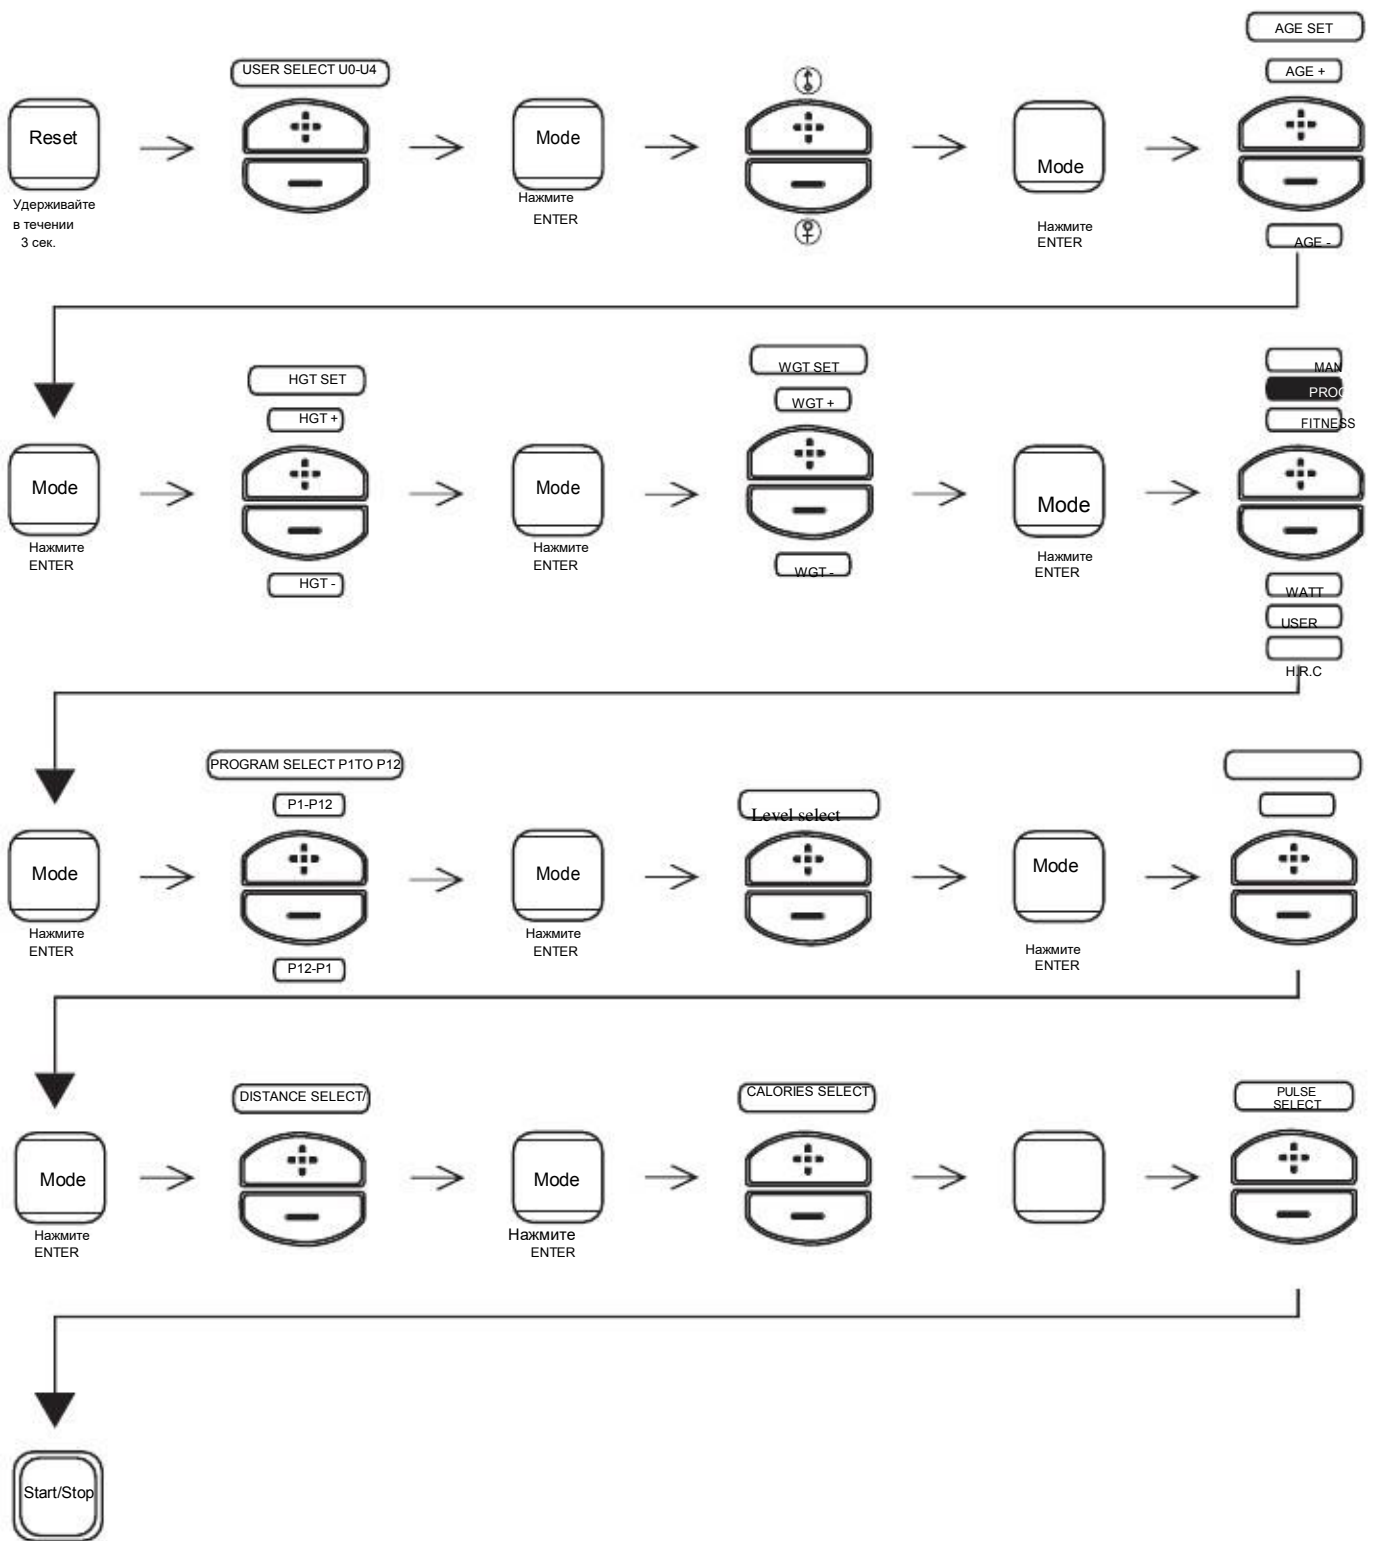 AGE SET
USER SELECT U0-U4
AGE +
Reset
Mode
Mode
Удерживайте
в течении
3 сек.
Нажмите
ENTER
Нажмите
ENTER
AGE -
HGT SET
HGT +
WGT SET
WGT +
MAN
PROG
FITNESS
Mode
Mode
Mode
Нажмите
ENTER
HGT -
Нажмите
ENTER
WGT -
Нажмите
ENTER
WATT
USER
H.R.C
PROGRAM SELECT P1TO P12
P1-P12
Level select
Mode
Mode
Mode
Нажмите
ENTER
P12-P1
Нажмите
ENTER
Нажмите
ENTER
DISTANCE SELECT/
CALORIES SELECT
PULSE
SELECT
Mode
Mode
Нажмите
ENTER
Нажмите
ENTER
Start/Stop